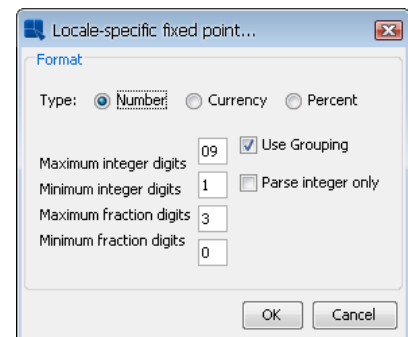 Locale-specific fixed point...
Format
Type: Number Currency Percent
09 Use Grouping
Maximum integer digits
Minimum integer digits 1 Parse integer only
Maximum fraction digits 3
Minimum fraction digits 0
OK Cancel